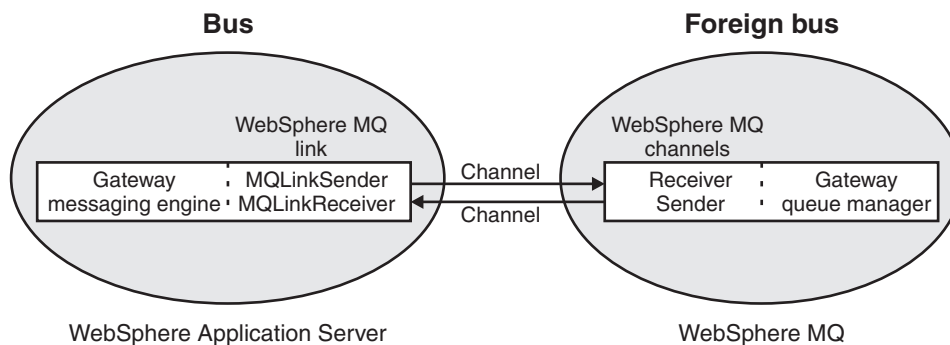 Bus
Foreign bus
WebSphere MQ
link
WebSphere MQ
channels
Gateway
messaging engine
MQLinkSender
MQLinkReceiver
Channel
Channel
Receiver
Sender
Gateway
queue manager
WebSphere Application Server
WebSphere MQ